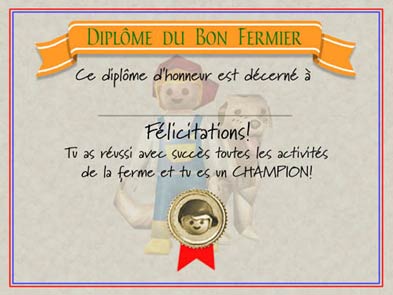 Diplôme du Bon Fermier
Ce diplôme d'honneur est décerné à
Félicitations!
Tu as réussi avec succès toutes les activités
de la ferme et tu es un CHAMPION!